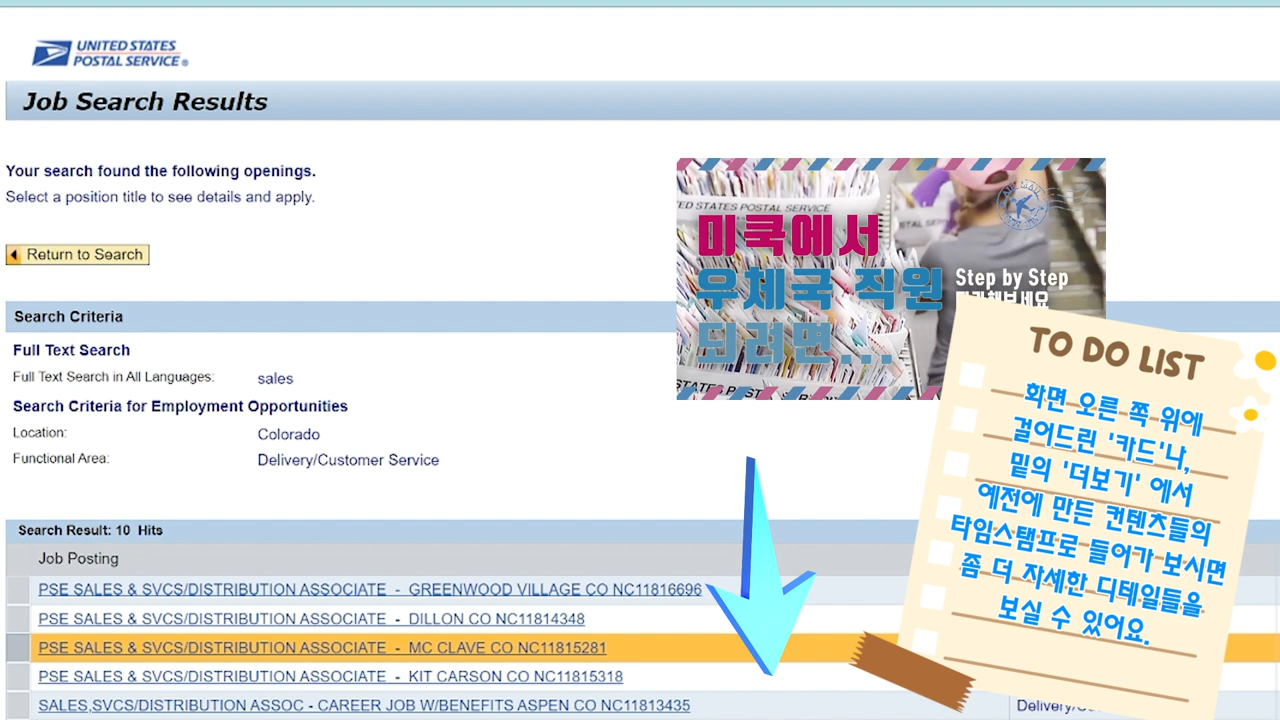 UNITED STATES
POSTAL SERVICE®
Job Search Results
Your search found the following openings.
Select a position title to see details and apply.
Return to Search
Search Criteria
Full Text Search
Full Text Search in All Languages: sales
Search Criteria for Employment Opportunities
Location: Colorado
Functional Area: Delivery/Customer Service
Search Result: 10 Hits
Job Posting
PSE SALES & SVCS/DISTRIBUTION ASSOCIATE - GREENWOOD VILLAGE CO NC11816696
PSE SALES & SVCS/DISTRIBUTION ASSOCIATE - DILLON CO NC11814348
PSE SALES & SVCS/DISTRIBUTION ASSOCIATE - MC CLAVE CO NC11815281
PSE SALES & SVCS/DISTRIBUTION ASSOCIATE - KIT CARSON CO NC11815318
SALES,SVCS/DISTRIBUTION ASSOC - CAREER JOB W/BENEFITS ASPEN CO NC11813435
STATES POSTAL SERVICE
AIR MAIL
미국에서
우체국 직원
되려면...
Step by Step
TO DO LIST
화면 오른 쪽 위에
걸어드린 '카드'나,
밑의 '더보기' 에서
예전에 만든 컨텐츠들의
타임스탬프로 들어가 보시면
좀 더 자세한 디테일들을
보실 수 있어요.